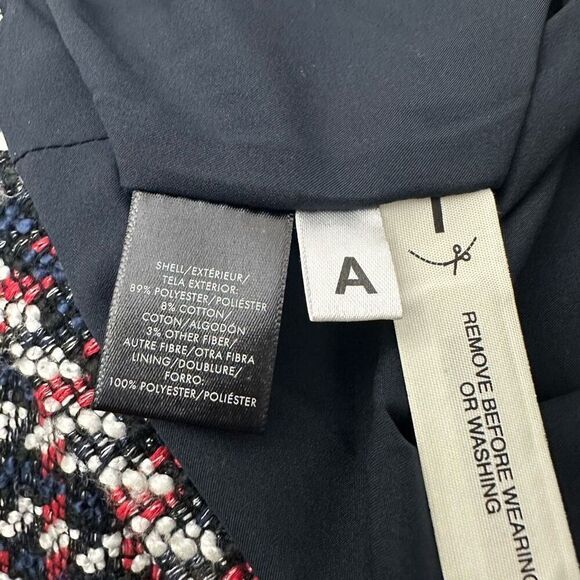 SHELL/EXTÉRIEUR/
TELA EXTERIOR:
89% POLYESTER/POLIÉSTER
8% COTTON/
COTON/ALGODÓN
3% OTHER FIBER/
AUTRE FIBRE/OTRA FIBRA
LINING/DOUBLURE/
FORRO:
100% POLYESTER/POLIÉSTER
A
REMOVE BEFORE WEARING
OR WASHING